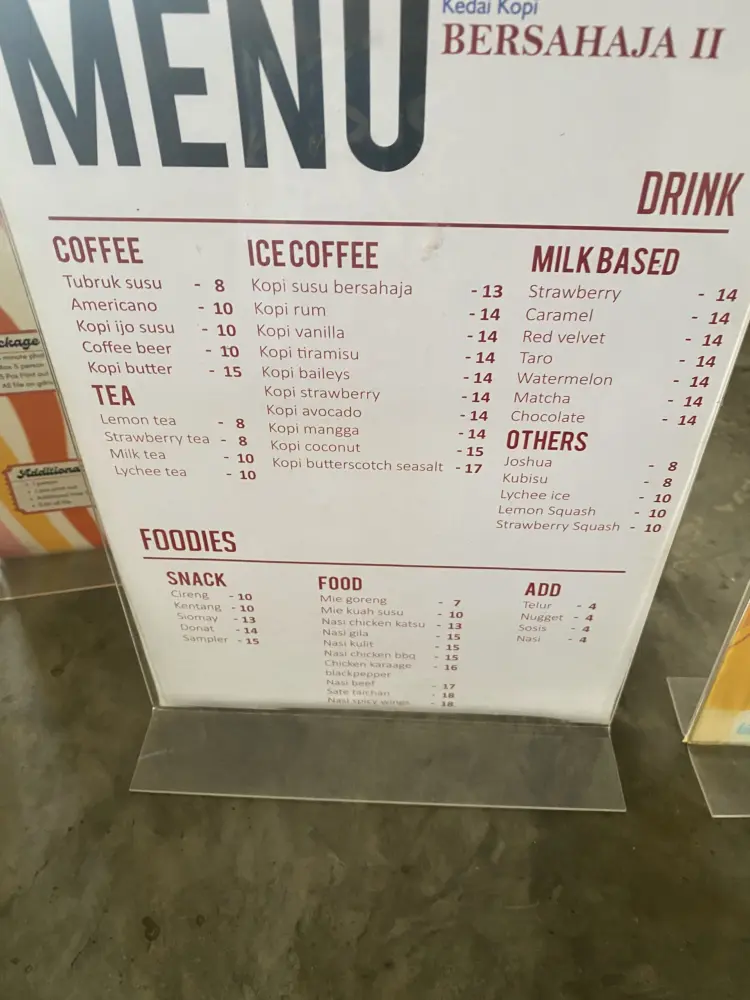 MENU
Kedai Kopi
BERSAHAJA II
DRINK
COFFEE
Tubruk susu - 8
Americano - 10
Kopi ijo susu - 10
Coffee beer - 10
Kopi butter - 15
TEA
Lemon tea - 8
Strawberry tea - 8
Milk tea - 10
Lychee tea - 10
ICE COFFEE
Kopi susu bersahaja - 13
Kopi rum - 14
Kopi vanilla - 14
Kopi tiramisu - 14
Kopi baileys - 14
Kopi strawberry - 14
Kopi avocado - 14
Kopi mangga - 14
Kopi coconut - 15
Kopi butterscotch seasalt - 17
MILK BASED
Strawberry - 14
Caramel - 14
Red velvet - 14
Taro - 14
Watermelon - 14
Matcha - 14
Chocolate - 14
OTHERS
Joshua - 8
Kubisu - 8
Lychee ice - 10
Lemon Squash - 10
Strawberry Squash - 10
FOODIES
SNACK
Cireng - 10
Kentang - 10
Siomay - 13
Donat - 14
Sampler - 15
FOOD
Mie goreng - 7
Mie kuah susu - 10
Nasi chicken katsu - 13
Nasi gila - 15
Nasi kulit - 15
Nasi chicken bbq - 15
Chicken karaage - 16
blackpepper
Nasi beef - 17
Sate taichan - 18
Nasi spicy wings - 18
ADD
Telur - 4
Nugget - 4
Sosis - 4
Nasi - 4
ckage
Additiona